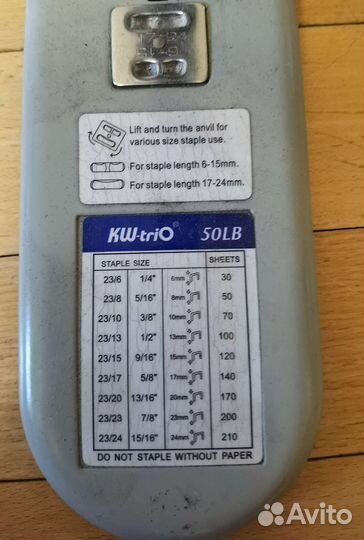 Lift and turn the anvil for
various size staple use.
For staple length 6-15mm.
For staple length 17-24mm.
KW-triO® 50LB
STAPLE SIZE SHEETS
23/6 1/4" 6mm 30
23/8 5/16" 8mm 50
23/10 3/8" 10mm 70
23/13 1/2" 13mm 100
23/15 9/16" 15mm 120
23/17 5/8" 17mm 140
23/20 13/16" 20mm 170
23/23 7/8" 23mm 200
23/24 15/16" 24mm 210
DO NOT STAPLE WITHOUT PAPER
Avito